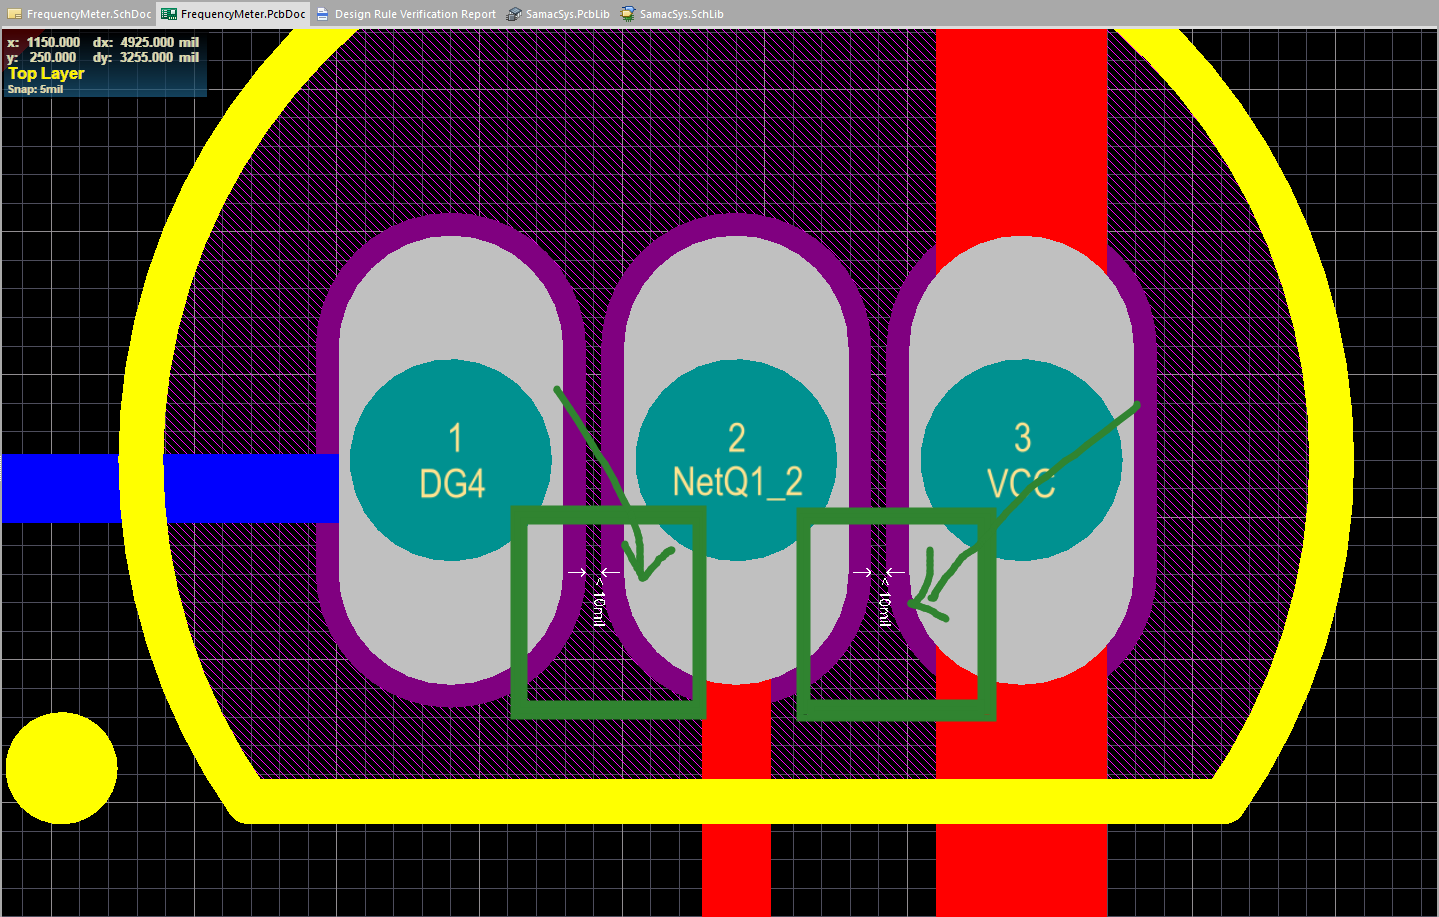 FrequencyMeter.SchDoc FrequencyMeter.PcbDoc Design Rule Verification Report SamacSys.PcbLib SamacSys.SchLib
x: 1150.000 dx: 4925.000 mil
y: 250.000 dy: 3255.000 mil
Top Layer
Snap: 5mil
1
DG4
2
NetQ1_2
3
VCC
< 10mil
< 10mil